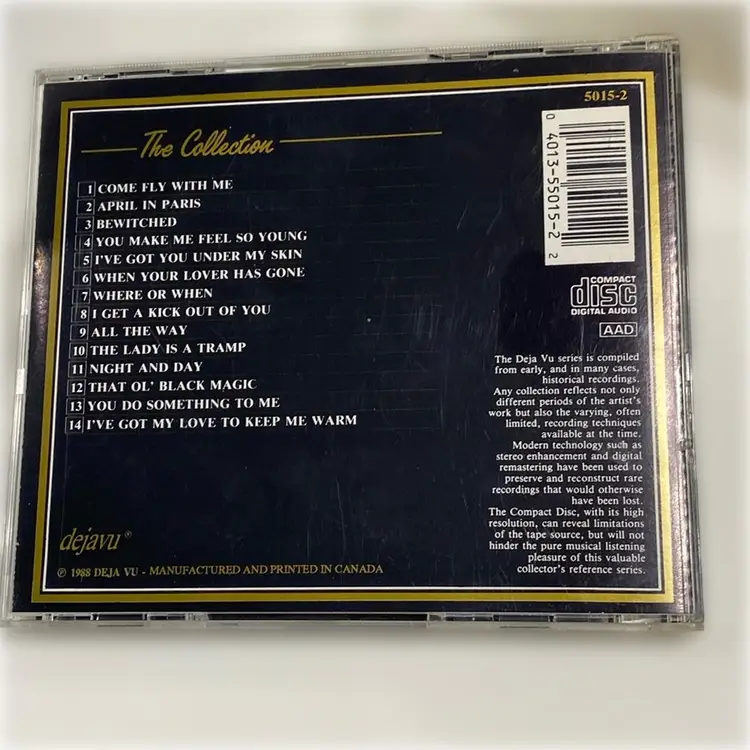 5015-2
The Collection
1 COME FLY WITH ME
2 APRIL IN PARIS
3 BEWITCHED
4 YOU MAKE ME FEEL SO YOUNG
5 I'VE GOT YOU UNDER MY SKIN
6 WHEN YOUR LOVER HAS GONE
7 WHERE OR WHEN
8 I GET A KICK OUT OF YOU
9 ALL THE WAY
10 THE LADY IS A TRAMP
11 NIGHT AND DAY
12 THAT OL' BLACK MAGIC
13 YOU DO SOMETHING TO ME
14 I'VE GOT MY LOVE TO KEEP ME WARM
0 4013-55015-2 2
COMPACT
disc
DIGITAL AUDIO
AAD
The Deja Vu series is compiled
from early, and in many cases,
historical recordings.
Any collection reflects not only
different periods of the artist's
work but also the varying, often
limited, recording techniques
available at the time.
Modern technology such as
stereo enhancement and digital
remastering have been used to
preserve and reconstruct rare
recordings that would otherwise
have been lost.
The Compact Disc, with its high
resolution, can reveal limitations
of the tape source, but will not
hinder the pure musical listening
pleasure of this valuable
collector's reference series.
dejavu®
℗ 1988 DEJA VU - MANUFACTURED AND PRINTED IN CANADA